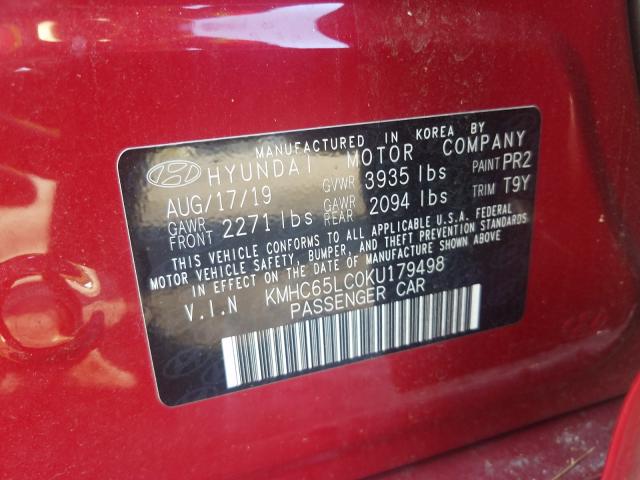 MANUFACTURED IN KOREA BY
HYUNDAI MOTOR COMPANY
AUG/17/19 GVWR 3935 lbs PAINT PR2
GAWR FRONT 2271 lbs GAWR REAR 2094 lbs TRIM T9Y
THIS VEHICLE CONFORMS TO ALL APPLICABLE U.S.A. FEDERAL
MOTOR VEHICLE SAFETY, BUMPER, AND THEFT PREVENTION STANDARDS
IN EFFECT ON THE DATE OF MANUFACTURE SHOWN ABOVE
V.I.N KMHC65LC0KU179498
PASSENGER CAR